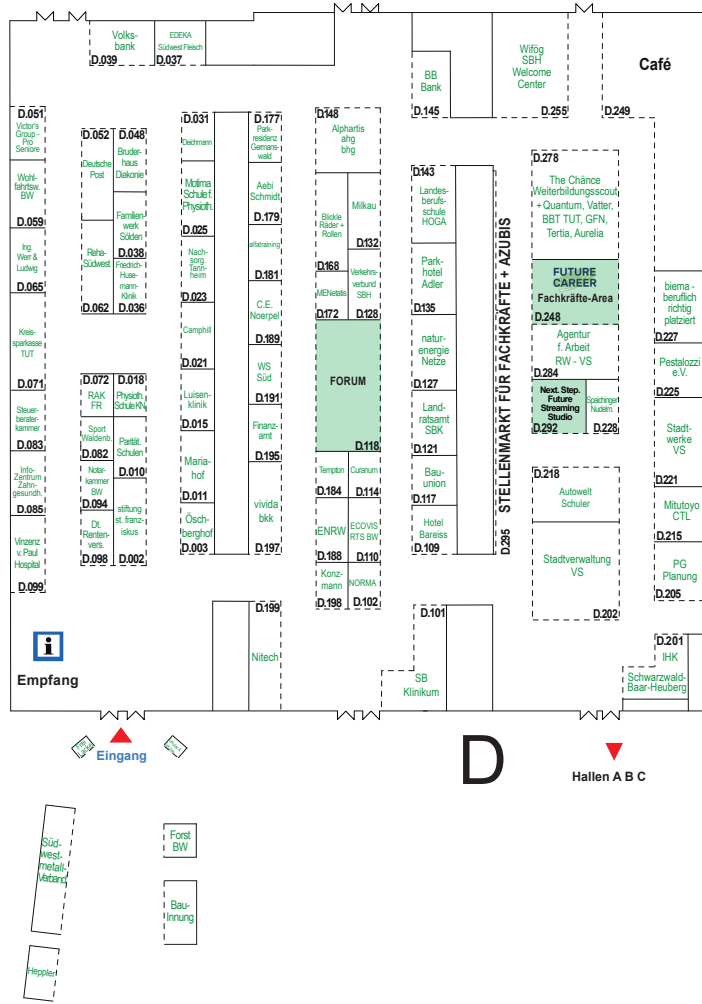 Volks-
bank
D.039
EDEKA
Südwest Fleisch
D.037
BB
Bank
D.145
Wifög
SBH
Welcome
Center
D.255
Café
D.249
D.051
Victor's
Group -
Pro
Seniore
Wohl-
fahrtsw.
BW
D.059
Ing.
Werr &
Ludwig
D.065
Kreis-
sparkasse
TUT
D.071
Steuer-
berater-
kammer
D.083
Info-
Zentrum
Zahn-
gesundh.
D.085
Vinzenz
v. Paul
Hospital
D.099
D.052
Deutsche
Post
Reha-
Südwest
D.062
D.048
Bruder-
haus
Diakonie
Familien-
werk
Sölden
D.038
Friedrich-
Huse-
mann-
Klinik
D.036
D.072
RAK
FR
Sport
Waldenb.
D.082
Notar-
kammer
BW
D.094
Dt.
Renten-
vers.
D.098
D.018
Physioth.
Schule KN
Parität.
Schulen
D.010
stiftung
st. franz-
iskus
D.002
D.031
Deichmann
Motima
Schule f.
Physioth.
D.025
Nach-
sorg.
Tann-
heim
D.023
Camphill
D.021
Luisen-
klinik
D.015
Maria-
hof
D.011
Ösch-
berghof
D.003
D.177
Park-
residenz
Germans-
wald
Aebi
Schmidt
D.179
alfatraining
D.181
C.E.
Noerpel
D.189
WS
Süd
D.191
Finanz-
amt
D.195
vivida
bkk
D.197
D.199
Nitech
D.148
Alphartis
ahg
bhg
Blickle
Räder +
Rollen
D.168
MENetatis
D.172
Milkau
D.132
Verkehrs-
verbund
SBH
D.128
FORUM
D.118
Tempton
D.184
Curanum
D.114
ENRW
D.188
ECOVIS
RTS BW
D.110
Konz-
mann
D.198
NORMA
D.102
D.143
Landes-
berufs-
schule
HOGA
Park-
hotel
Adler
D.135
natur-
energie
Netze
D.127
Land-
ratsamt
SBK
D.121
Bau-
union
D.117
Hotel
Bareiss
D.109
D.101
SB
Klinikum
D.295 STELLENMARKT FÜR FACHKRÄFTE + AZUBIS
D.278
The Chänce
Weiterbildungsscout
+ Quantum, Vatter,
BBT TUT, GFN,
Tertia, Aurelia
FUTURE
CAREER
Fachkräfte-Area
D.248
Agentur
f. Arbeit
RW - VS
D.284
Next. Step.
Future
Streaming
Studio
D.292
Spaichinger
Nudelm.
D.228
D.218
Autowelt
Schuler
Stadtverwaltung
VS
D.202
biema -
beruflich
richtig
platziert
D.227
Pestalozzi
e.V.
D.225
Stadt-
werke
VS
D.221
Mitutoyo
CTL
D.215
PG
Planung
D.205
D.201
IHK
Schwarzwald-
Baar-Heuberg
i
Empfang
Eingang
D
Hallen A B C
Süd-
west-
metall-
Verband
Forst
BW
Bau-
Innung
Heppler